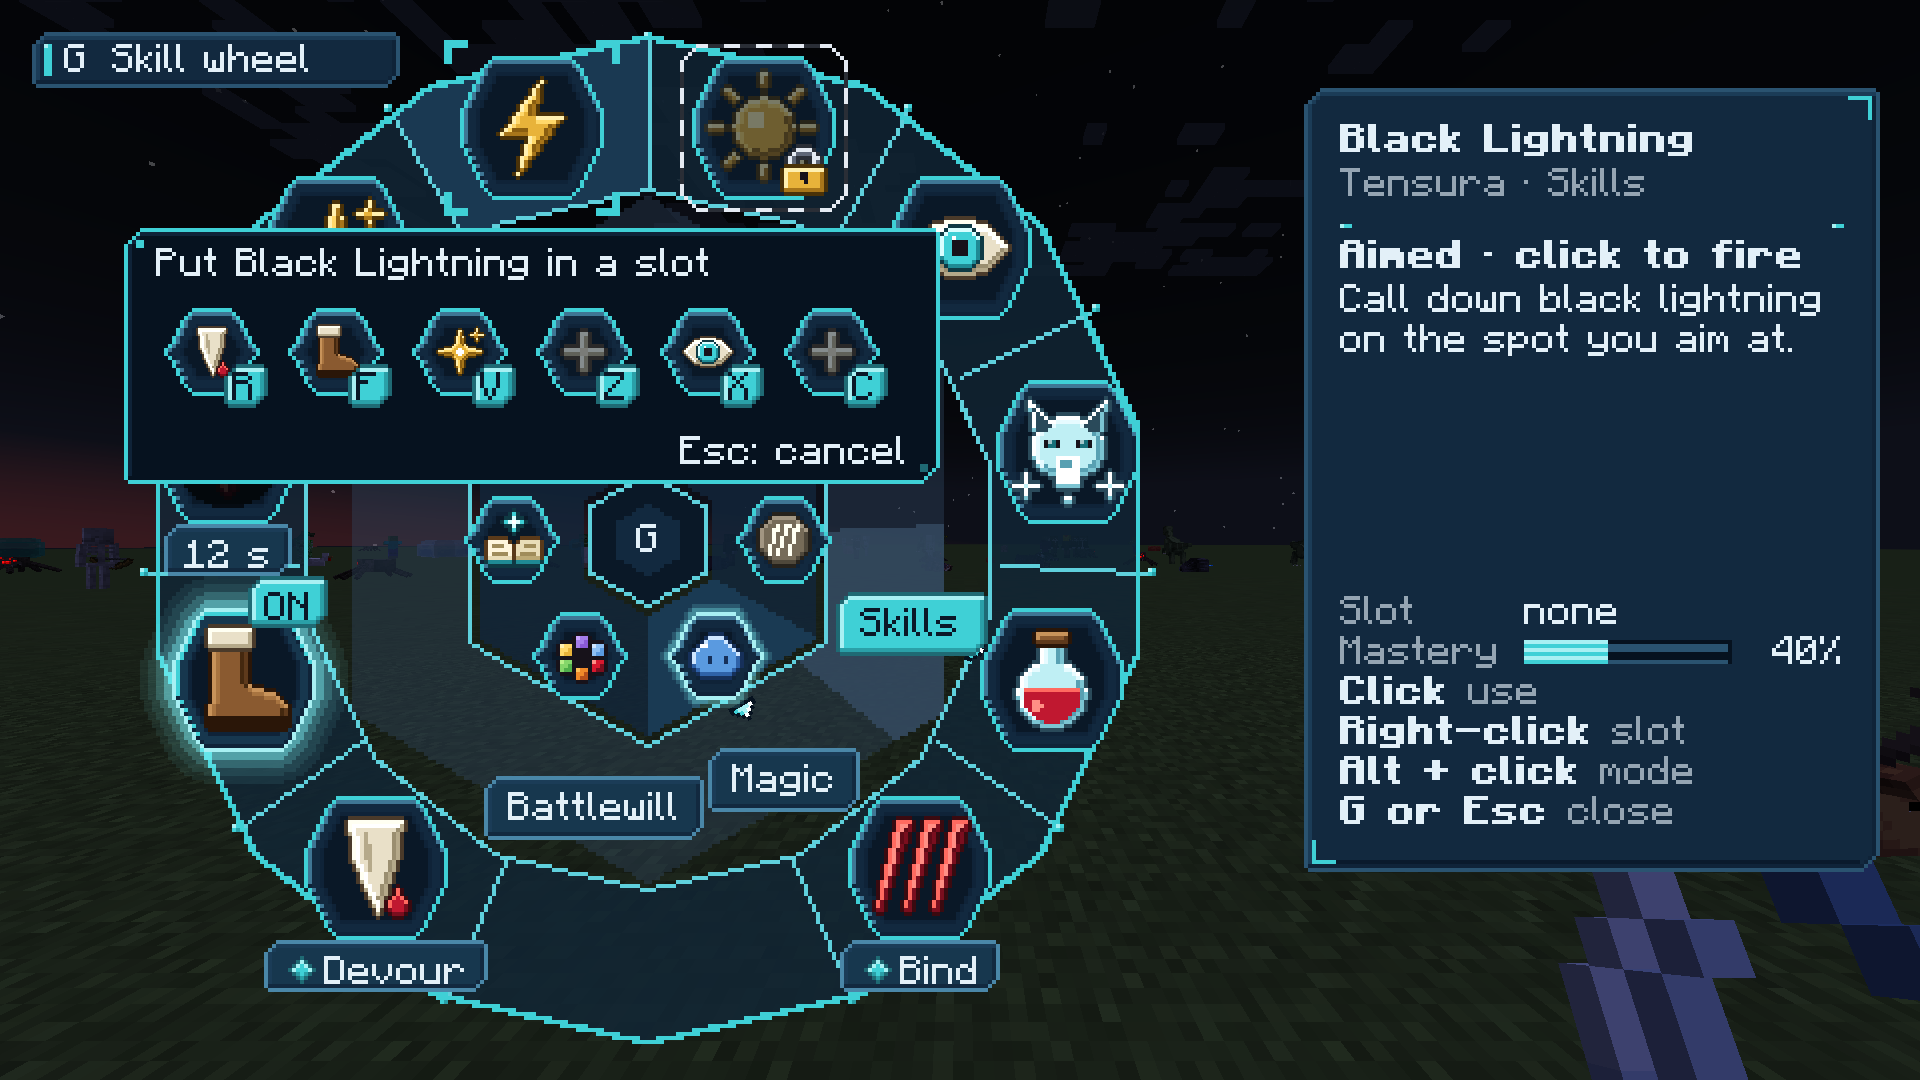 G Skill wheel
Put Black Lightning in a slot
R F V Z X C
Esc: cancel
12 s
ON
G
Skills
Magic
Battlewill
Devour
Bind
Black Lightning
Tensura · Skills
Aimed · click to fire
Call down black lightning
on the spot you aim at.
Slot none
Mastery 40%
Click use
Right-click slot
Alt + click mode
G or Esc close